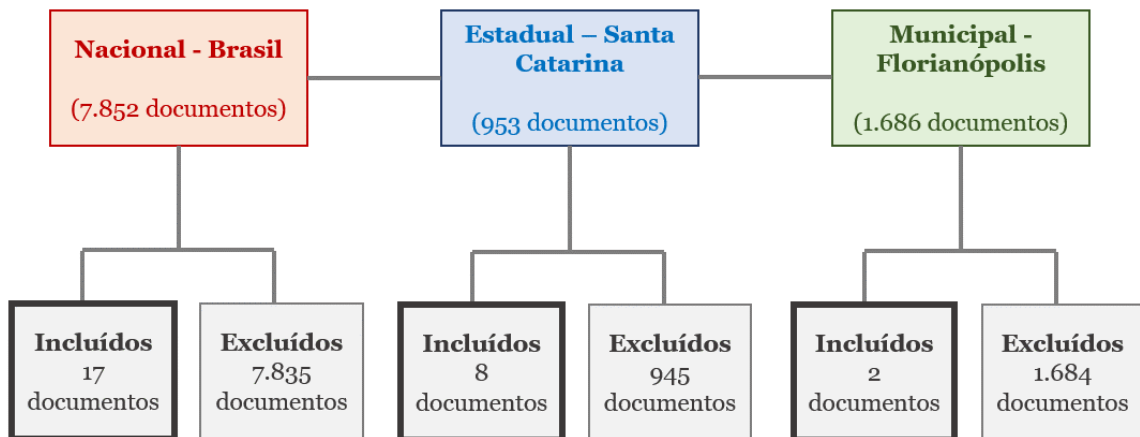 Nacional - Brasil
(7.852 documentos)
Estadual – Santa
Catarina
(953 documentos)
Municipal -
Florianópolis
(1.686 documentos)
Incluídos
17
documentos
Excluídos
7.835
documentos
Incluídos
8
documentos
Excluídos
945
documentos
Incluídos
2
documentos
Excluídos
1.684
documentos